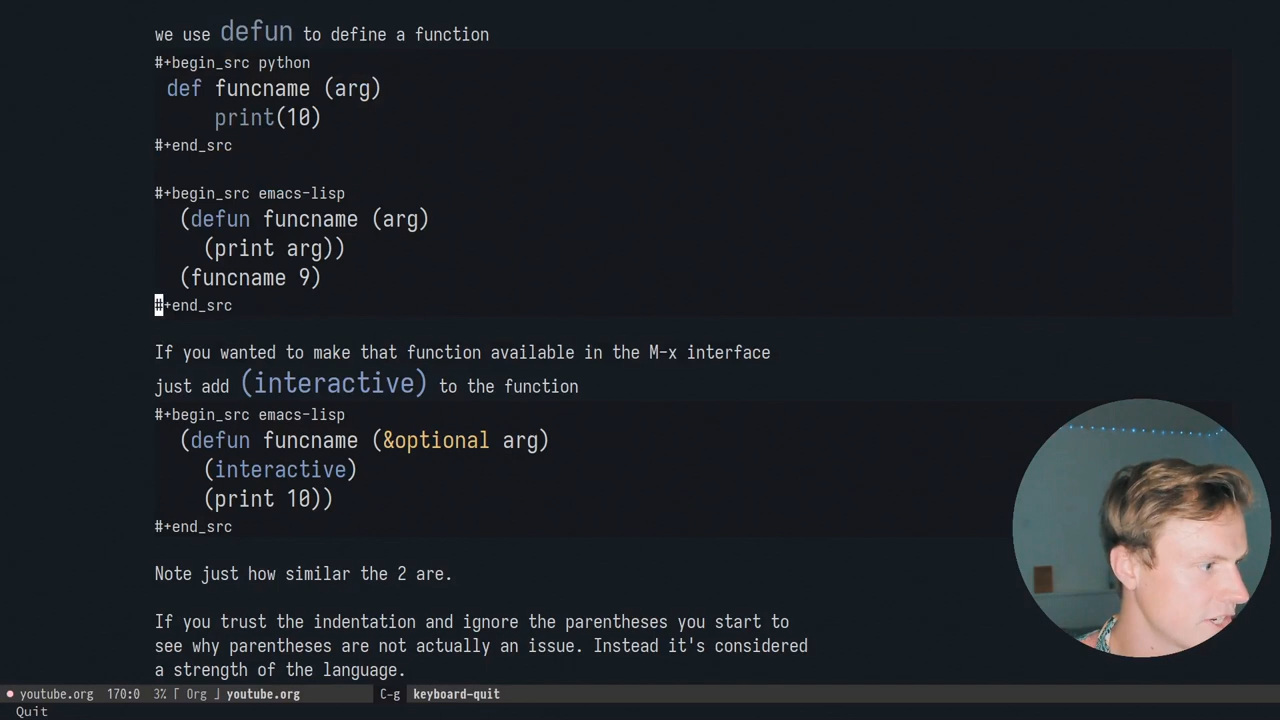 we use defun to define a function
#+begin_src python
def funcname (arg)
print(10)
#+end_src
#+begin_src emacs-lisp
(defun funcname (arg)
(print arg))
(funcname 9)
#+end_src
If you wanted to make that function available in the M-x interface
just add (interactive) to the function
#+begin_src emacs-lisp
(defun funcname (&optional arg)
(interactive)
(print 10))
#+end_src
Note just how similar the 2 are.
If you trust the indentation and ignore the parentheses you start to
see why parentheses are not actually an issue. Instead it's considered
a strength of the language.
youtube.org 170:0 3% ⎡ Org ⎦ youtube.org C-g keyboard-quit
Quit